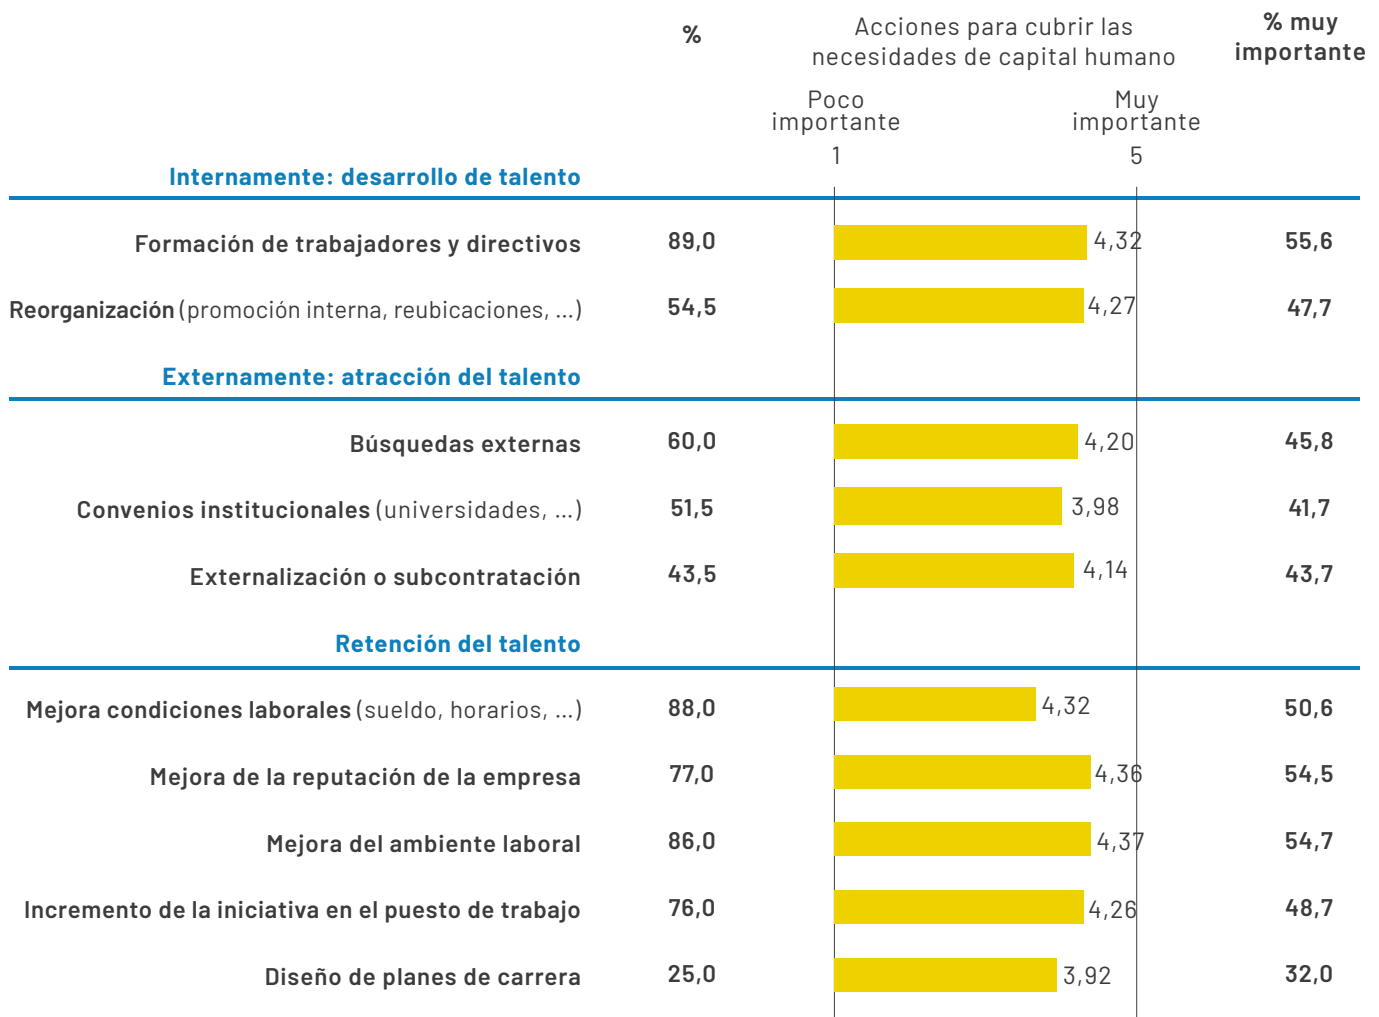 %
Acciones para cubrir las
necesidades de capital humano
% muy
importante
Poco
importante
Muy
importante
1
5
Internamente: desarrollo de talento
Formación de trabajadores y directivos 89,0 4,32 55,6
Reorganización (promoción interna, reubicaciones, ...) 54,5 4,27 47,7
Externamente: atracción del talento
Búsquedas externas 60,0 4,20 45,8
Convenios institucionales (universidades, ...) 51,5 3,98 41,7
Externalización o subcontratación 43,5 4,14 43,7
Retención del talento
Mejora condiciones laborales (sueldo, horarios, ...) 88,0 4,32 50,6
Mejora de la reputación de la empresa 77,0 4,36 54,5
Mejora del ambiente laboral 86,0 4,37 54,7
Incremento de la iniciativa en el puesto de trabajo 76,0 4,26 48,7
Diseño de planes de carrera 25,0 3,92 32,0